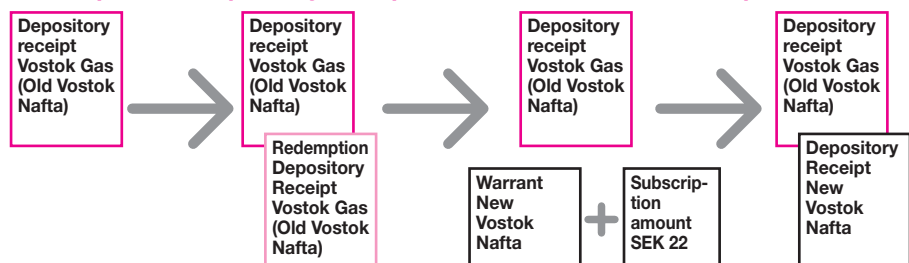 Depository
receipt
Vostok Gas
(Old Vostok
Nafta)
Depository
receipt
Vostok Gas
(Old Vostok
Nafta)
Redemption
Depository
Receipt
Vostok Gas
(Old Vostok
Nafta)
Depository
receipt
Vostok Gas
(Old Vostok
Nafta)
Warrant
New
Vostok
Nafta
Subscrip-
tion
amount
SEK 22
Depository
receipt
Vostok Gas
(Old Vostok
Nafta)
Depository
Receipt
New
Vostok
Nafta